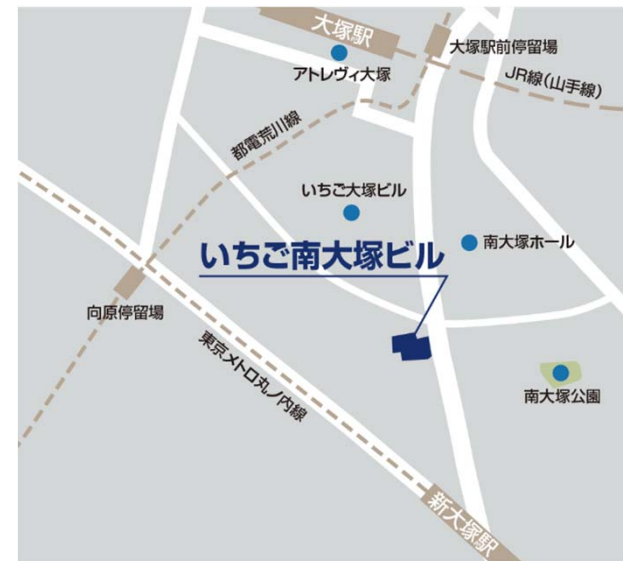 大塚駅
大塚駅前停留場
アトレヴィ大塚
JR線(山手線)
都電荒川線
いちご大塚ビル
南大塚ホール
いちご南大塚ビル
向原停留場
東京メトロ丸ノ内線
南大塚公園
新大塚駅